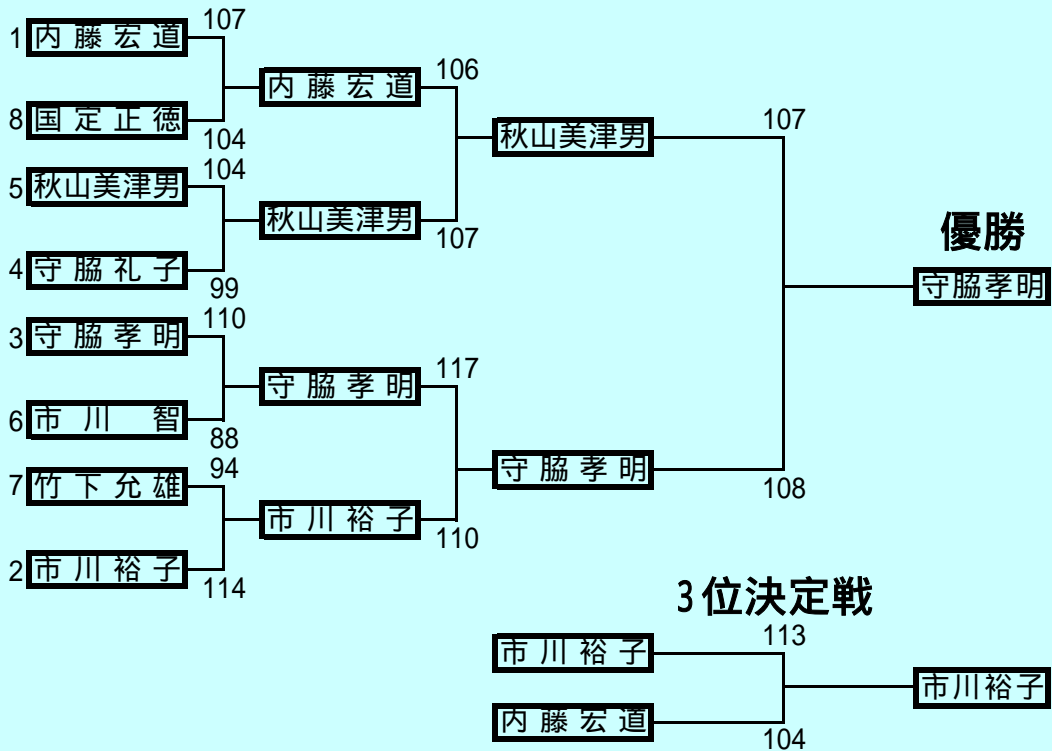 107
1 内藤宏道
内藤宏道 106
8 国定正徳
104
秋山美津男 107
104
5 秋山美津男
秋山美津男
107
4 守脇礼子
99
優勝
守脇孝明
110
3 守脇孝明
守脇孝明 117
6 市川 智
88
守脇孝明
108
94
7 竹下允雄
市川裕子
110
2 市川裕子
114
3位決定戦
113
市川裕子
市川裕子
内藤宏道
104